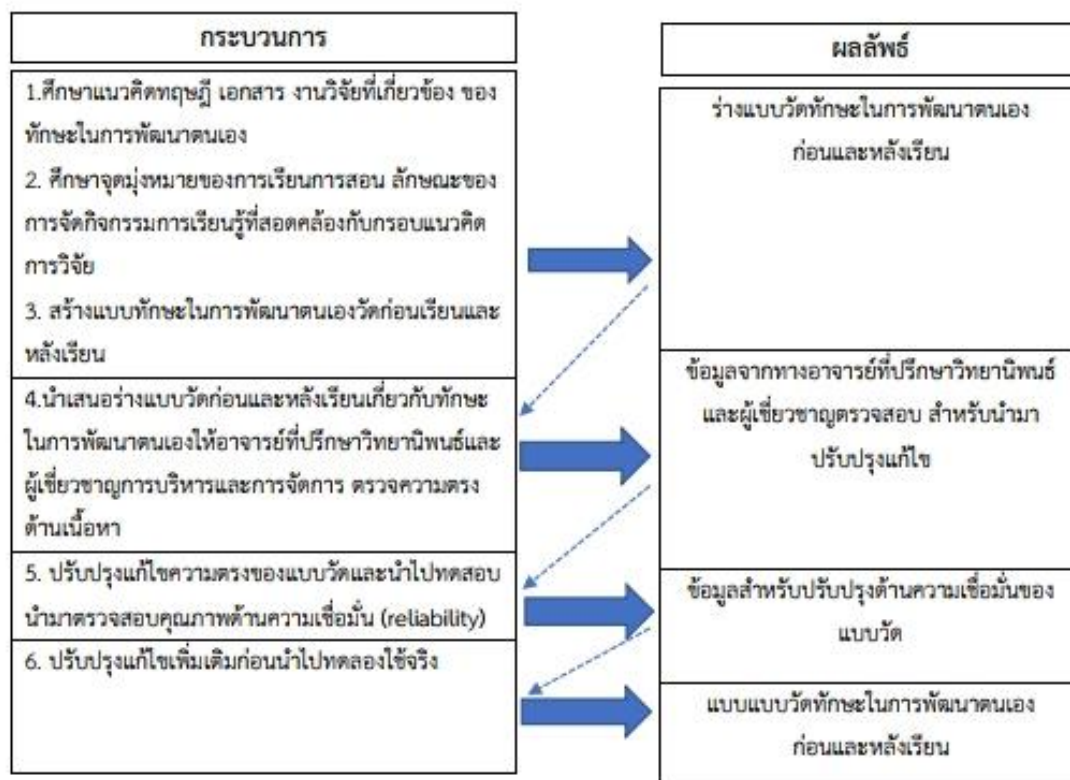 กระบวนการ
1.ศึกษาแนวคิดทฤษฎี เอกสาร งานวิจัยที่เกี่ยวข้อง ของ
ทักษะในการพัฒนาตนเอง
2. ศึกษาจุดมุ่งหมายของการเรียนการสอน ลักษณะของ
การจัดกิจกรรมการเรียนรู้ที่สอดคล้องกับกรอบแนวคิด
การวิจัย
3. สร้างแบบทักษะในการพัฒนาตนเองวัดก่อนเรียนและ
หลังเรียน
4.นำเสนอร่างแบบวัดก่อนและหลังเรียนเกี่ยวกับทักษะ
ในการพัฒนาตนเองให้อาจารย์ที่ปรึกษาวิทยานิพนธ์และ
ผู้เชี่ยวชาญการบริหารและการจัดการ ตรวจความตรง
ด้านเนื้อหา
5. ปรับปรุงแก้ไขความตรงของแบบวัดและนำไปทดสอบ
นำมาตรวจสอบคุณภาพด้านความเชื่อมั่น (reliability)
6. ปรับปรุงแก้ไขเพิ่มเติมก่อนนำไปทดลองใช้จริง
ผลลัพธ์
ร่างแบบวัดทักษะในการพัฒนาตนเอง
ก่อนและหลังเรียน
ข้อมูลจากทางอาจารย์ที่ปรึกษาวิทยานิพนธ์
และผู้เชี่ยวชาญตรวจสอบ สำหรับนำมา
ปรับปรุงแก้ไข
ข้อมูลสำหรับปรับปรุงด้านความเชื่อมั่นของ
แบบวัด
แบบแบบวัดทักษะในการพัฒนาตนเอง
ก่อนและหลังเรียน